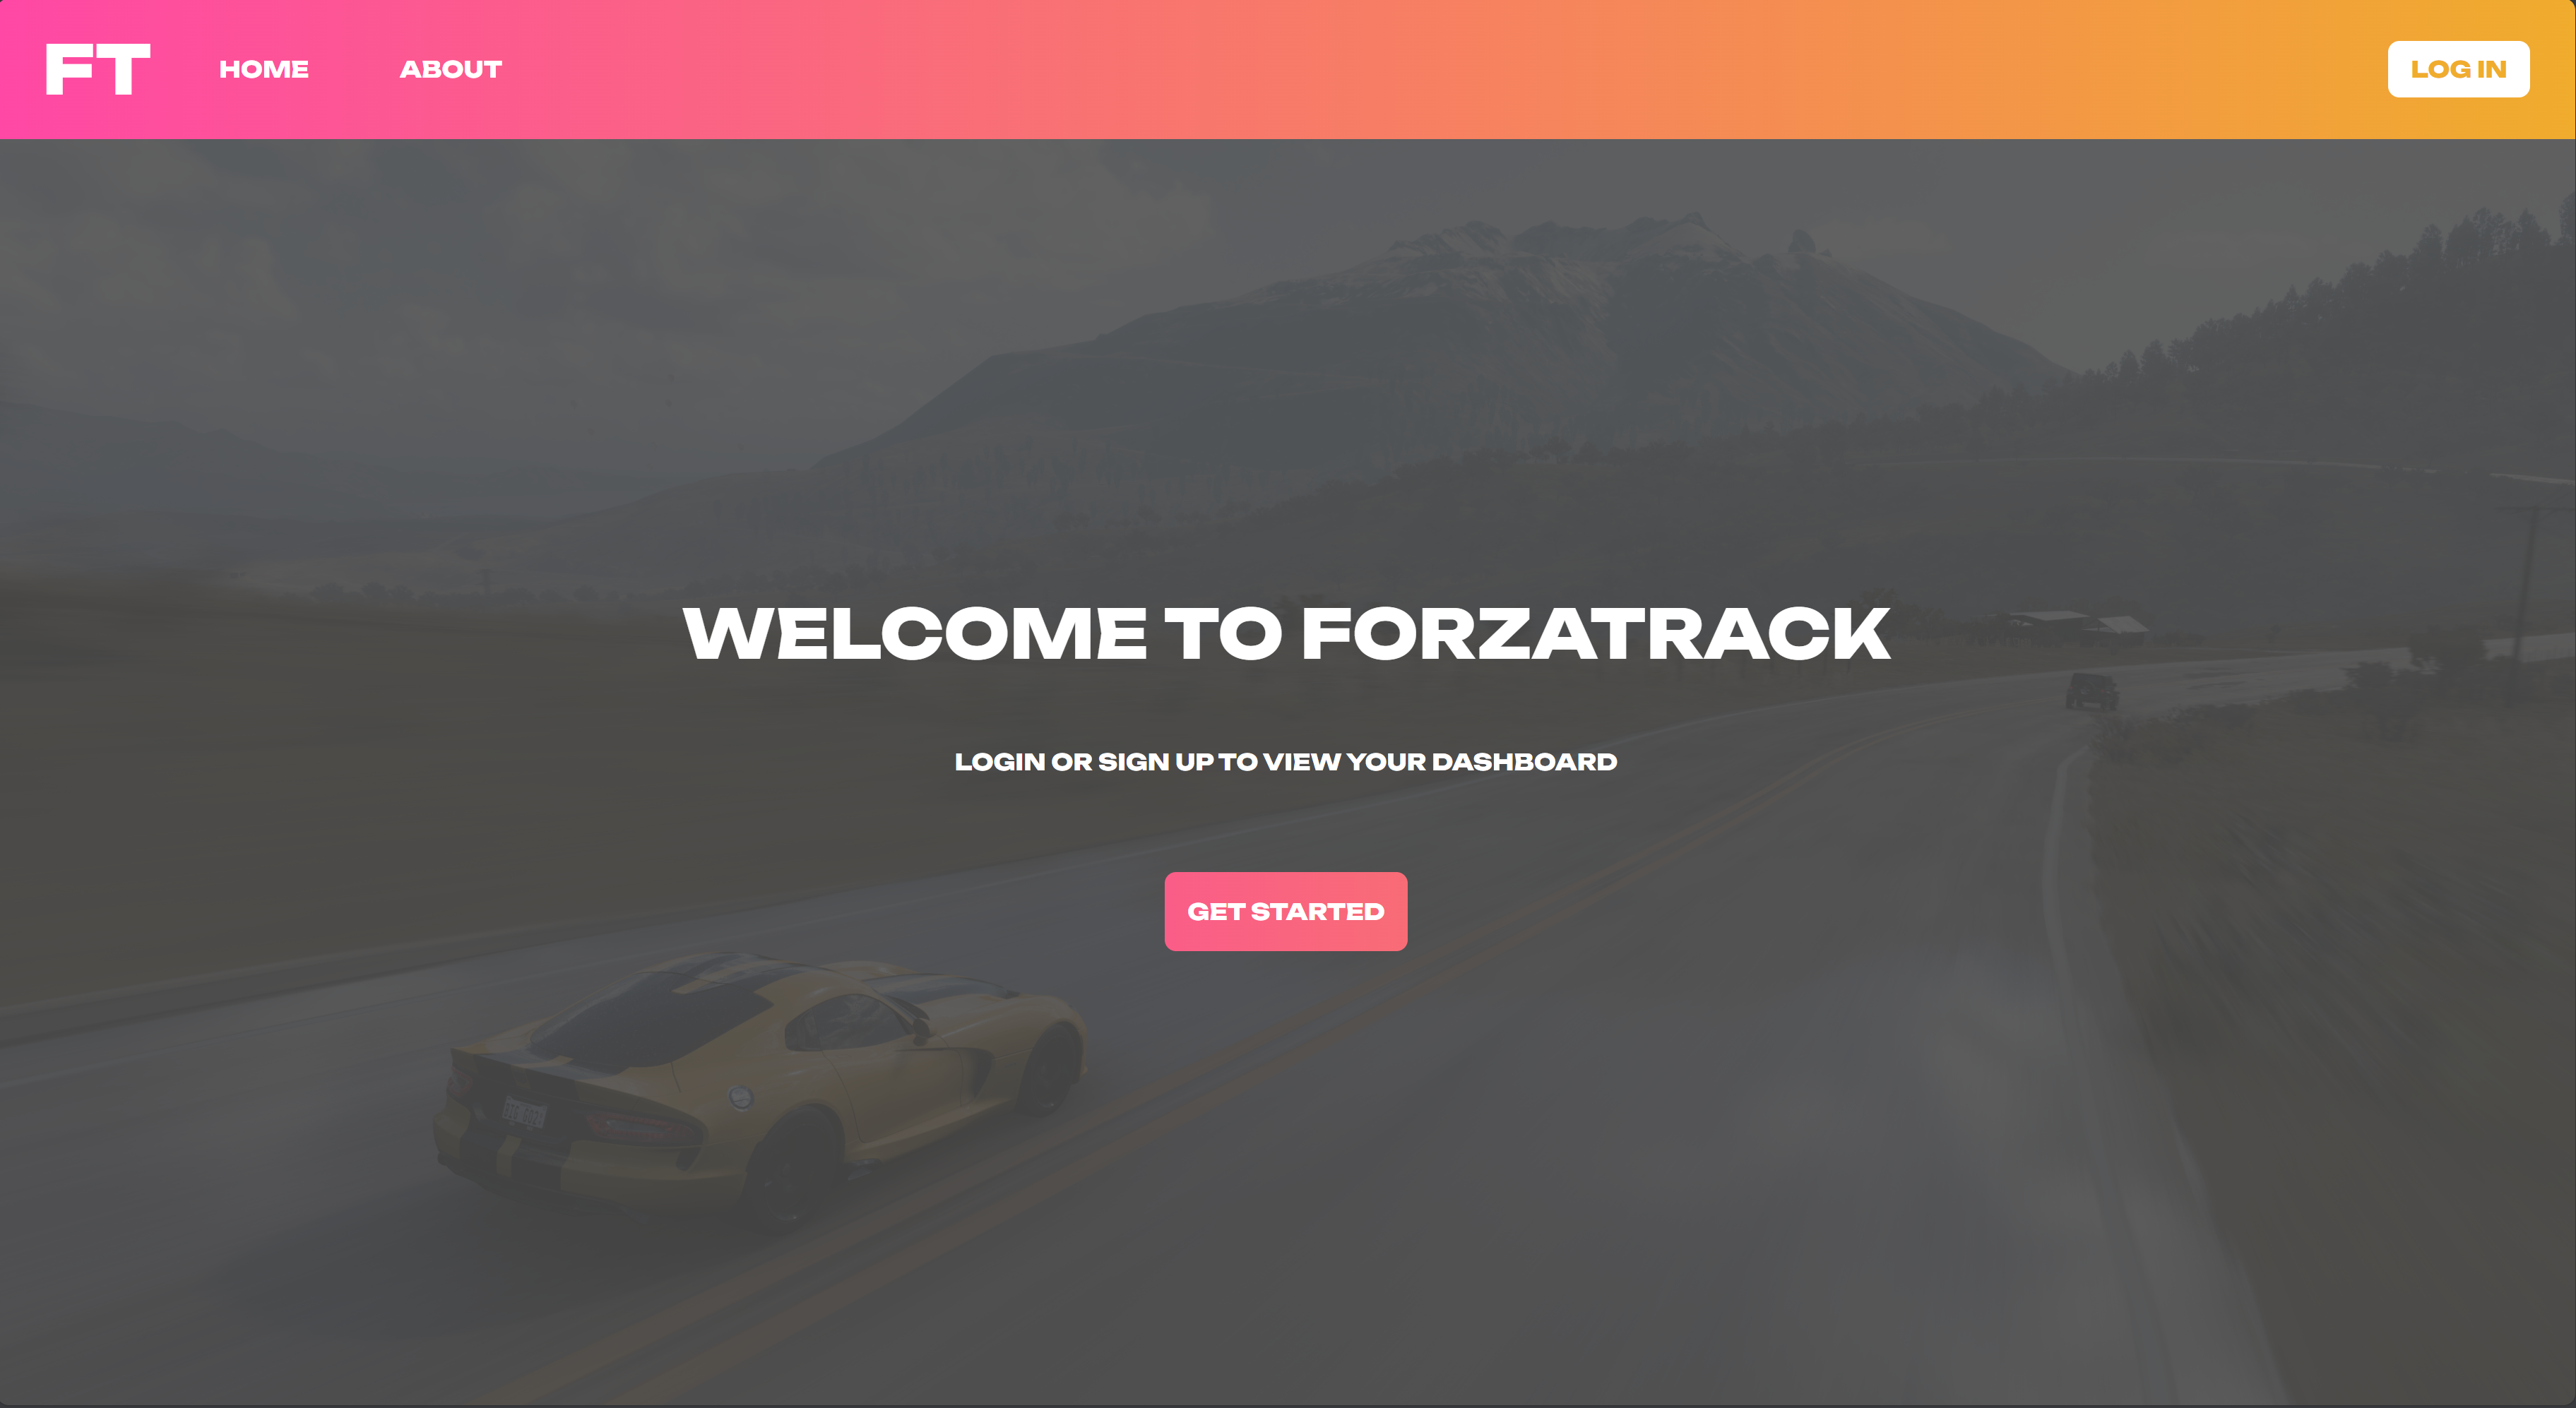 FT
HOME
ABOUT
LOG IN
WELCOME TO FORZATRACK
LOGIN OR SIGN UP TO VIEW YOUR DASHBOARD
GET STARTED